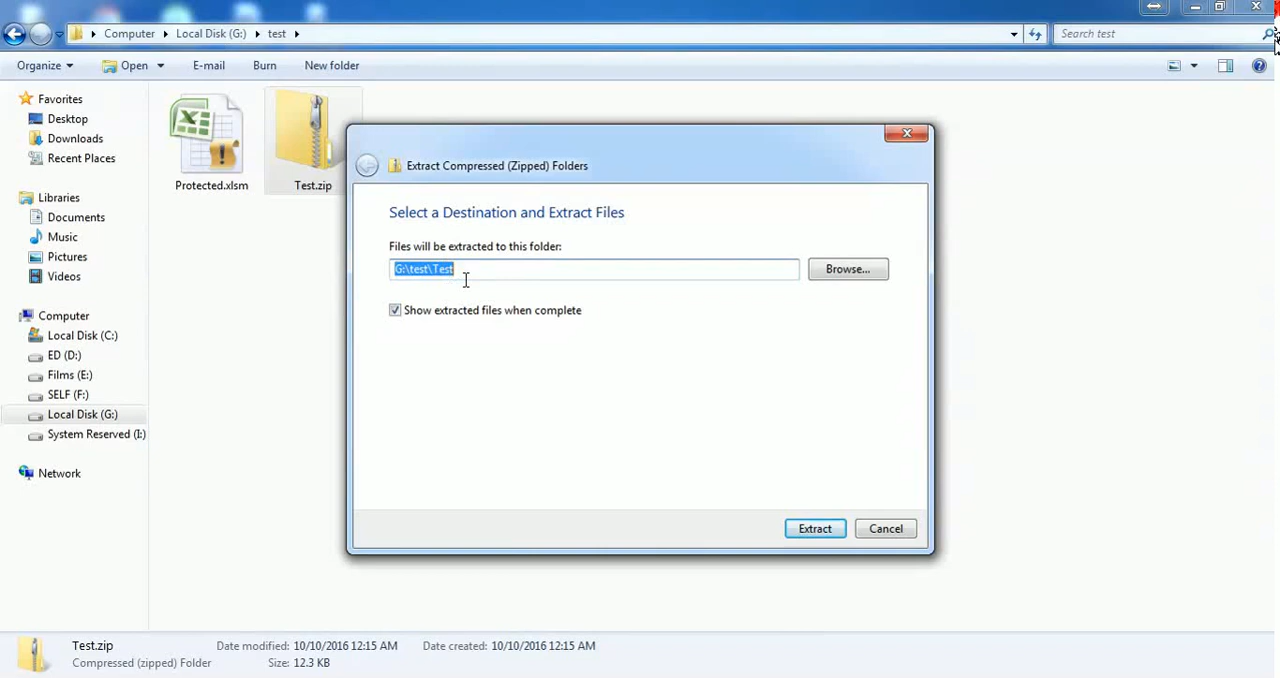 Computer Local Disk (G:) test
Search test
Organize Open E-mail Burn New folder
Favorites
Desktop
Downloads
Recent Places
Libraries
Documents
Music
Pictures
Videos
Computer
Local Disk (C:)
ED (D:)
Films (E:)
SELF (F:)
Local Disk (G:)
System Reserved (I:)
Network
Protected.xlsm
Test.zip
Extract Compressed (Zipped) Folders
Select a Destination and Extract Files
Files will be extracted to this folder:
G:\test\Test
Browse...
Show extracted files when complete
Extract Cancel
Test.zip Date modified: 10/10/2016 12:15 AM Date created: 10/10/2016 12:15 AM
Compressed (zipped) Folder Size: 12.3 KB